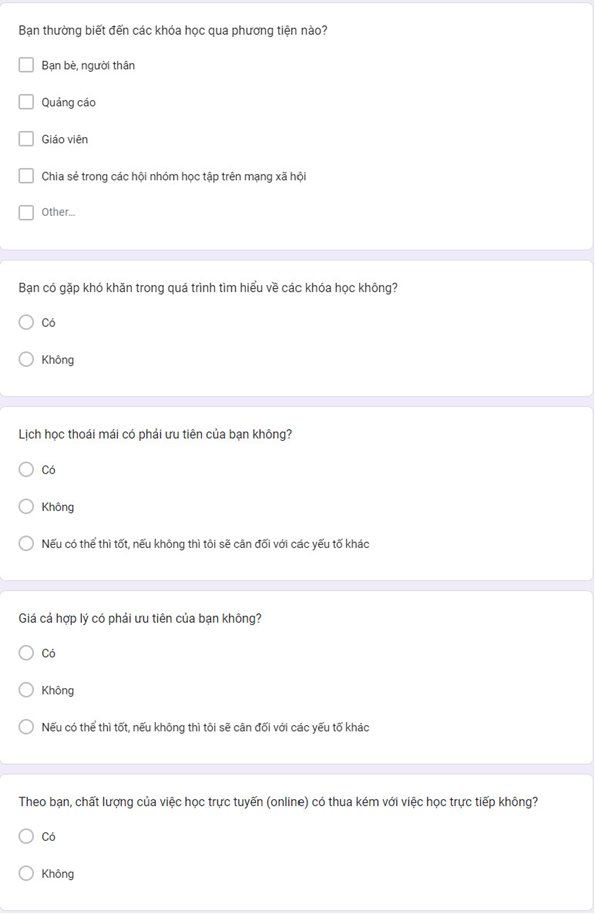 Bạn thường biết đến các khóa học qua phương tiện nào?
Bạn bè, người thân
Quảng cáo
Giáo viên
Chia sẻ trong các hội nhóm học tập trên mạng xã hội
Other...
Bạn có gặp khó khăn trong quá trình tìm hiểu về các khóa học không?
Có
Không
Lịch học thoái mái có phải ưu tiên của bạn không?
Có
Không
Nếu có thể thì tốt, nếu không thì tôi sẽ cân đối với các yếu tố khác
Giá cả hợp lý có phải ưu tiên của bạn không?
Có
Không
Nếu có thể thì tốt, nếu không thì tôi sẽ cân đối với các yếu tố khác
Theo bạn, chất lượng của việc học trực tuyến (online) có thua kém với việc học trực tiếp không?
Có
Không